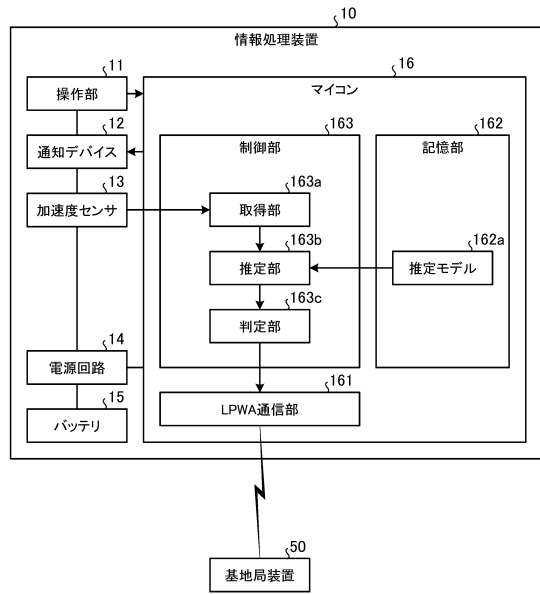 10
情報処理装置
11
操作部
12
通知デバイス
13
加速度センサ
14
電源回路
15
バッテリ
16
マイコン
163
制御部
163a
取得部
163b
推定部
163c
判定部
162
記憶部
162a
推定モデル
161
LPWA通信部
50
基地局装置